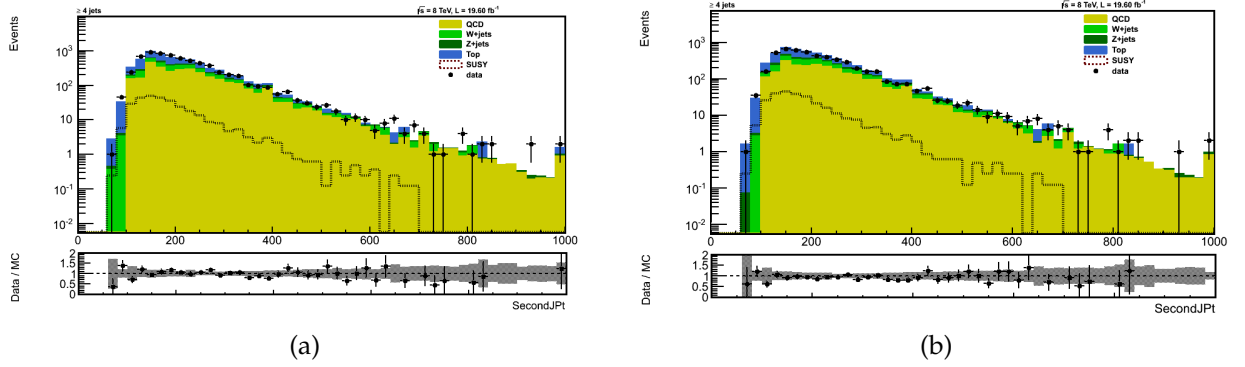 ≥ 4 jets
√s = 8 TeV, L = 19.60 fb⁻¹
Events
QCD
W+jets
Z+jets
Top
SUSY
data
10³
10²
10
1
10⁻¹
10⁻²
0 200 400 600 800 1000
Data / MC
2
1.5
1
0.5
0
SecondJPt
(a)
≥ 4 jets
√s = 8 TeV, L = 19.60 fb⁻¹
Events
QCD
W+jets
Z+jets
Top
SUSY
data
10³
10²
10
1
10⁻¹
10⁻²
0 200 400 600 800 1000
Data / MC
2
1.5
1
0.5
0
SecondJPt
(b)